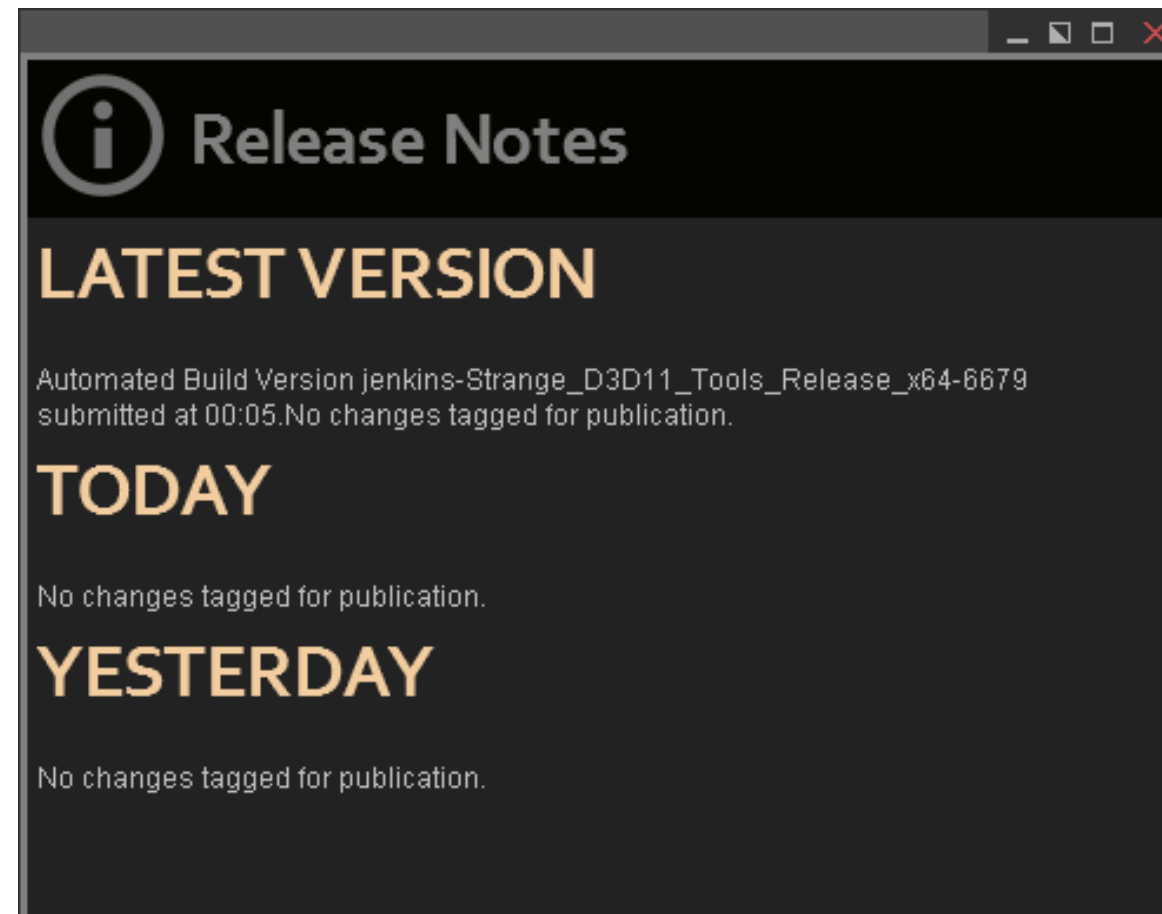 Release Notes
LATEST VERSION
Automated Build Version jenkins-Strange_D3D11_Tools_Release_x64-6679
submitted at 00:05.No changes tagged for publication.
TODAY
No changes tagged for publication.
YESTERDAY
No changes tagged for publication.